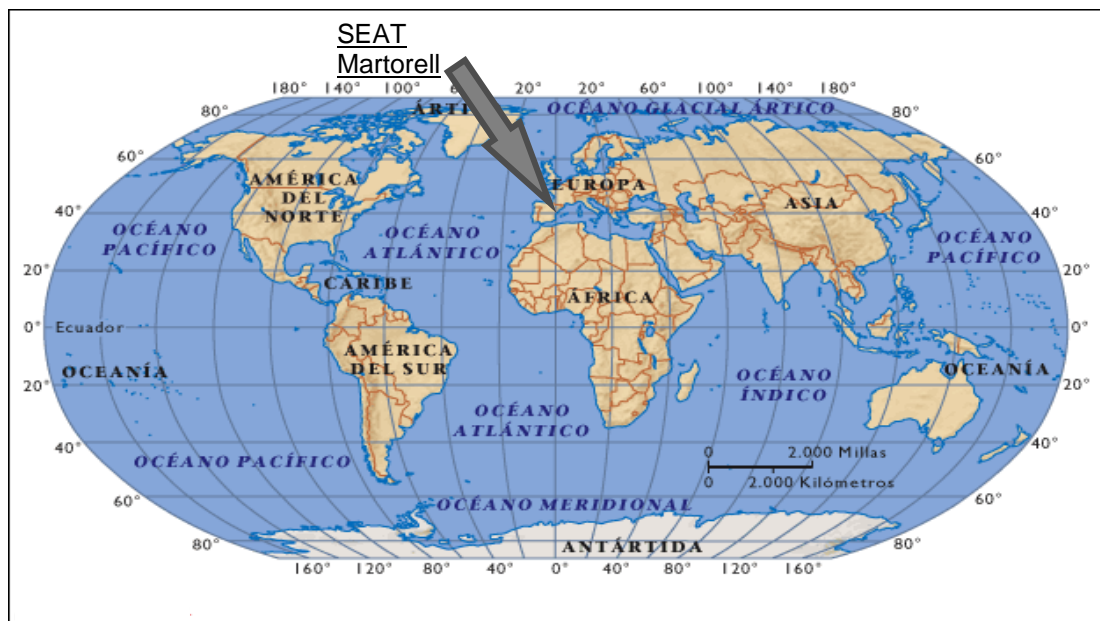 SEAT
Martorell
180° 140° 100° 20° 20° 60° 100° 140° 180°
80° ÁRTI OCÉANO GLACIAL ÁRTICO 80°
60° 60°
AMÉRICA
DEL
NORTE
EUROPA
ASIA
40° 40°
OCÉANO
PACÍFICO
OCÉANO
ATLÁNTICO
OCÉANO
PACÍFICO
20° 20°
CARIBE
ÁFRICA
0° Ecuador 0°
AMÉRICA
DEL SUR
OCEANÍA OCEANÍA
20° 20°
OCÉANO
ÍNDICO
OCÉANO
ATLÁNTICO
40° 40°
OCÉANO PACÍFICO
0 2.000 Millas
0 2.000 Kilómetros
60° 60°
OCÉANO MERIDIONAL
80° 80°
ANTÁRTIDA
160° 120° 80° 40° 0° 40° 80° 120° 160°